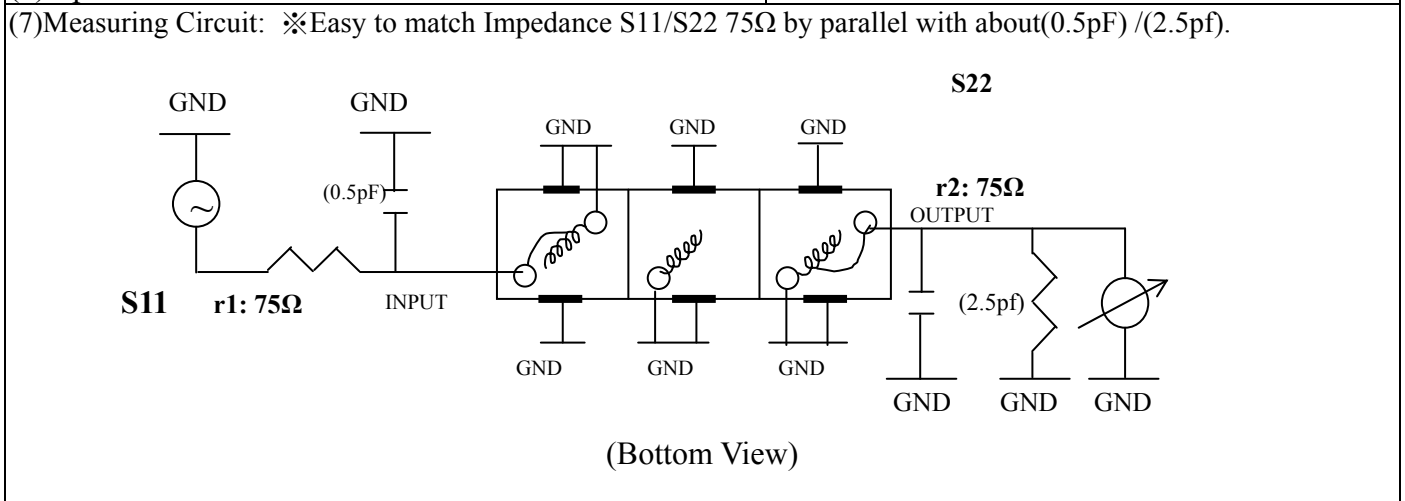 (7)Measuring Circuit: ※Easy to match Impedance S11/S22 75Ω by parallel with about(0.5pF) /(2.5pf).
S22
GND
GND
GND
GND
GND
(0.5pF)
r2: 75Ω
OUTPUT
~
S11
r1: 75Ω
INPUT
(2.5pf)
GND
GND
GND
GND
GND
GND
(Bottom View)